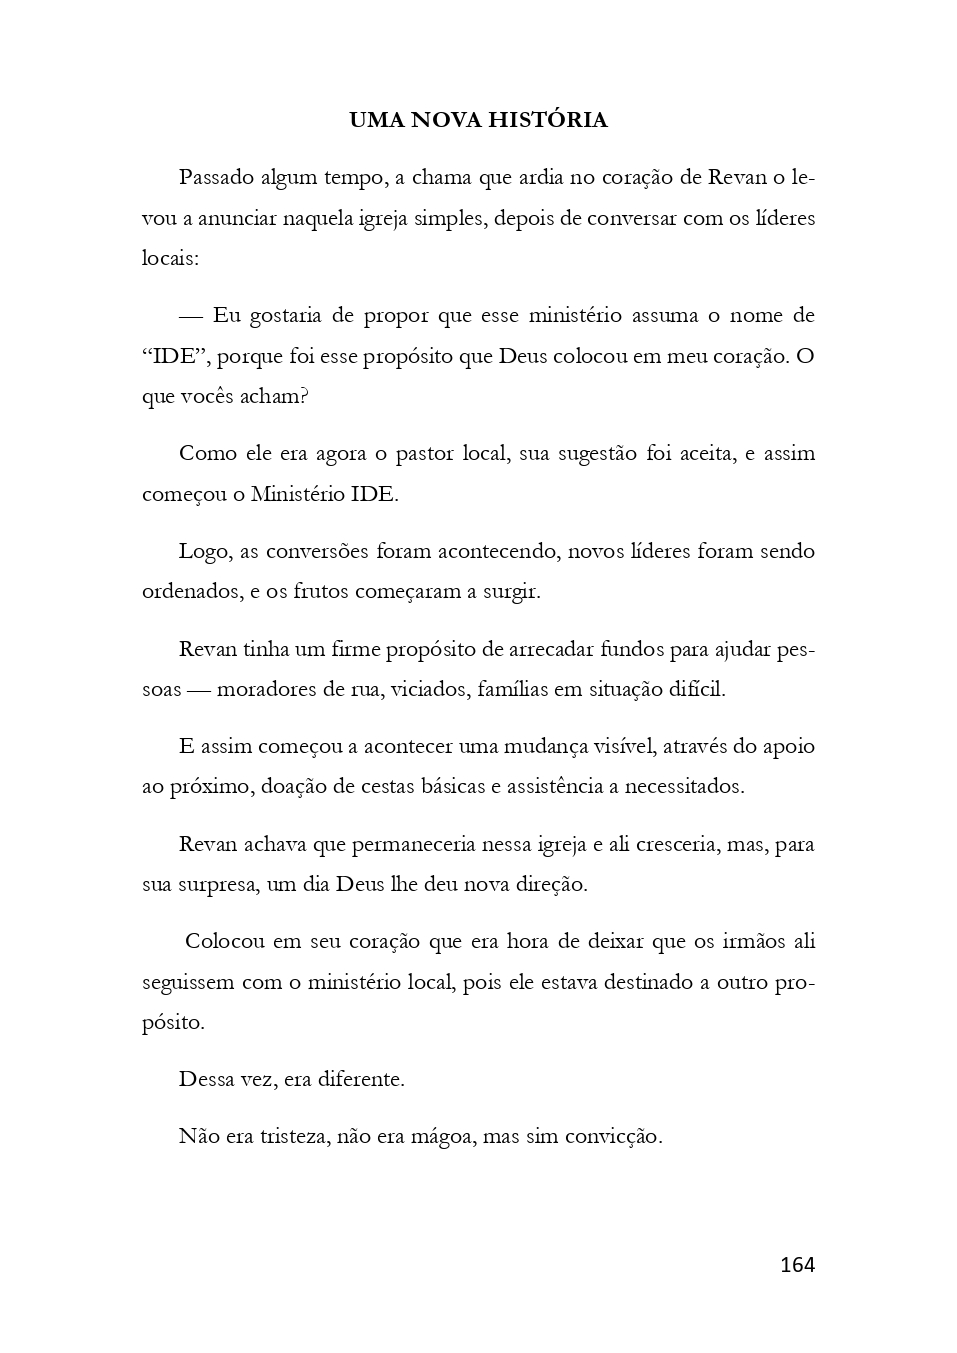 UMA NOVA HISTÓRIA
Passado algum tempo, a chama que ardia no coração de Revan o le-
vou a anunciar naquela igreja simples, depois de conversar com os líderes
locais:
— Eu gostaria de propor que esse ministério assuma o nome de
“IDE”, porque foi esse propósito que Deus colocou em meu coração. O
que vocês acham?
Como ele era agora o pastor local, sua sugestão foi aceita, e assim
começou o Ministério IDE.
Logo, as conversões foram acontecendo, novos líderes foram sendo
ordenados, e os frutos começaram a surgir.
Revan tinha um firme propósito de arrecadar fundos para ajudar pes-
soas — moradores de rua, viciados, famílias em situação difícil.
E assim começou a acontecer uma mudança visível, através do apoio
ao próximo, doação de cestas básicas e assistência a necessitados.
Revan achava que permaneceria nessa igreja e ali cresceria, mas, para
sua surpresa, um dia Deus lhe deu nova direção.
Colocou em seu coração que era hora de deixar que os irmãos ali
seguissem com o ministério local, pois ele estava destinado a outro pro-
pósito.
Dessa vez, era diferente.
Não era tristeza, não era mágoa, mas sim convicção.
164